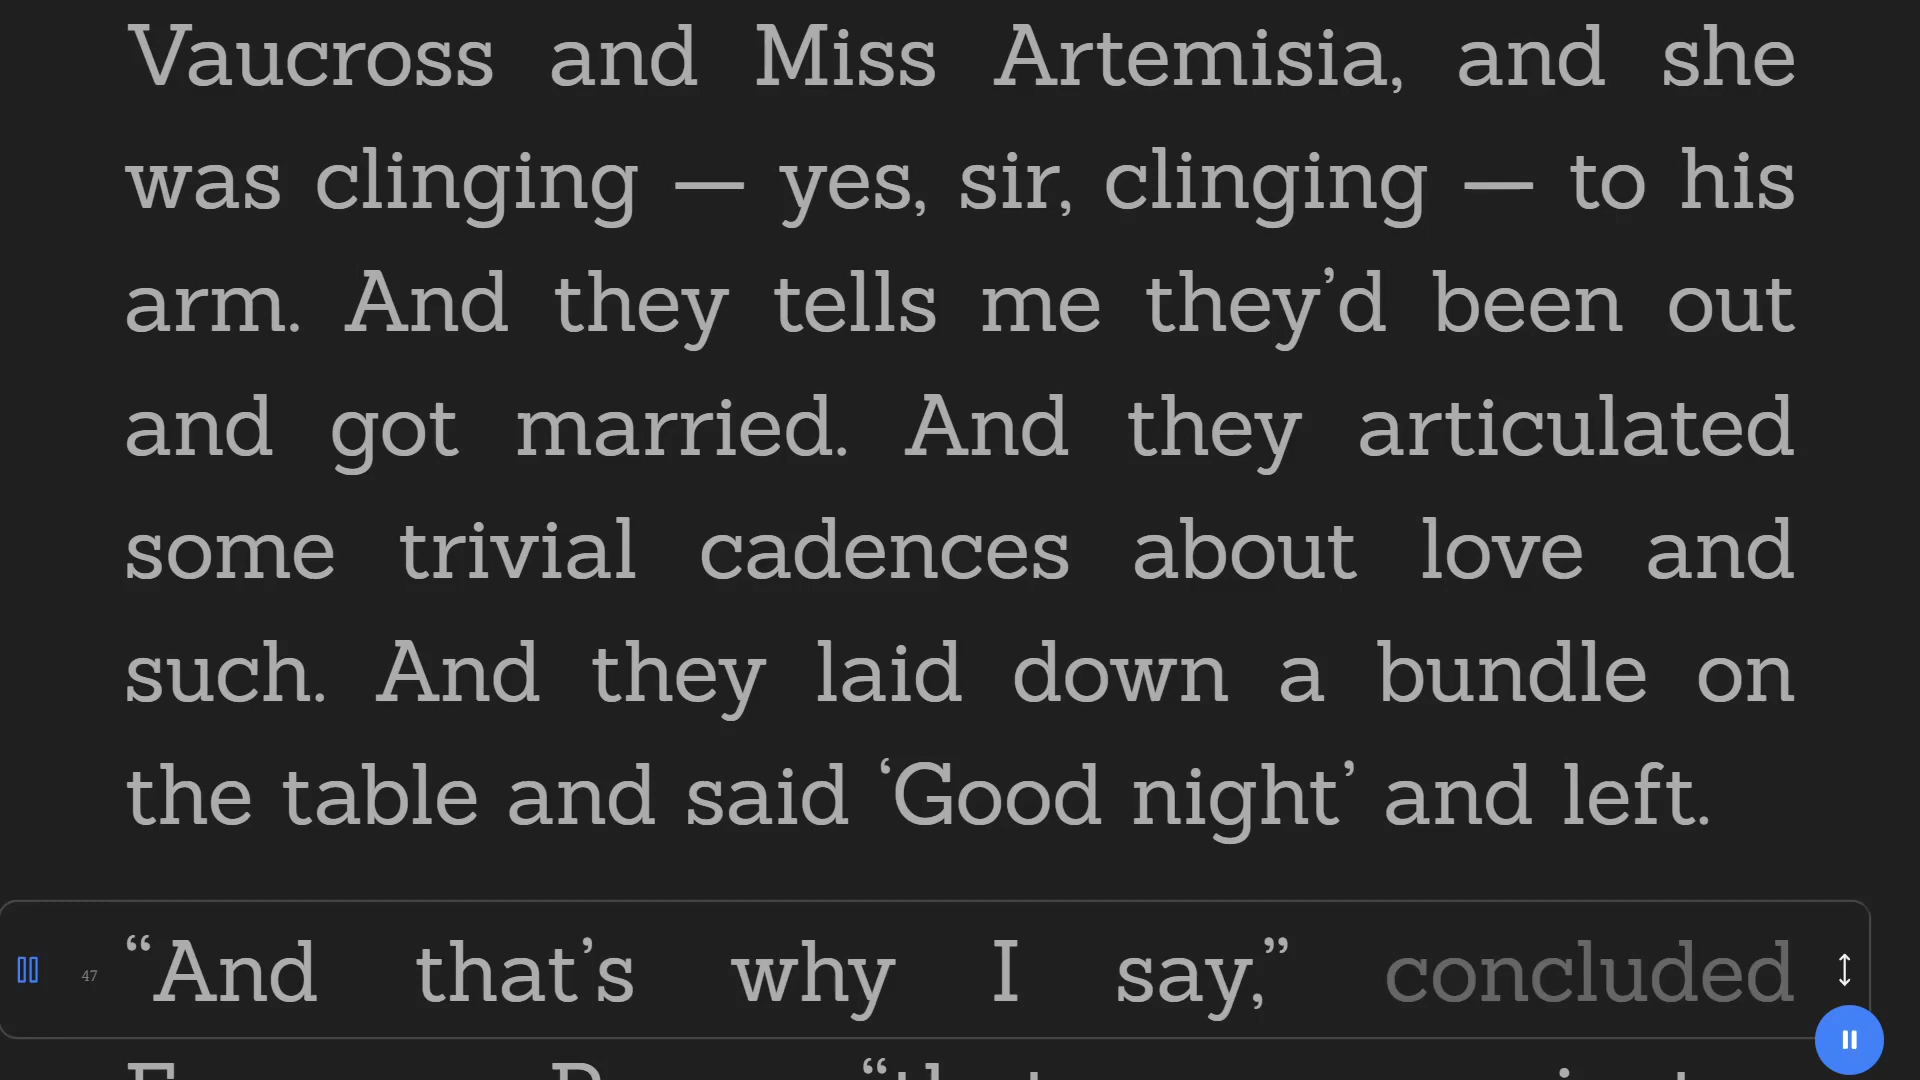 Vaucross and Miss Artemisia, and she
was clinging — yes, sir, clinging — to his
arm. And they tells me they’d been out
and got married. And they articulated
some trivial cadences about love and
such. And they laid down a bundle on
the table and said ‘Good night’ and left.
47
“And that’s why I say,” concluded